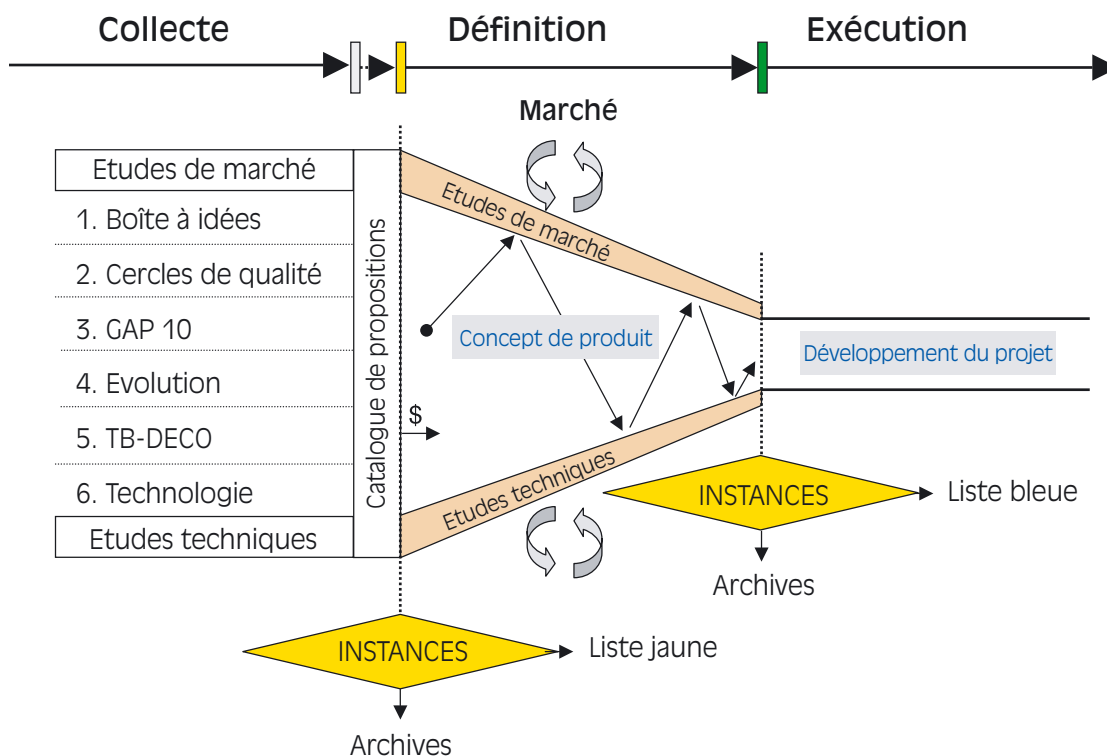 Collecte
Définition
Exécution
Marché
Etudes de marché
1. Boîte à idées
2. Cercles de qualité
3. GAP 10
4. Evolution
5. TB-DECO
6. Technologie
Etudes techniques
Catalogue de propositions
$
Etudes de marché
Concept de produit
Etudes techniques
Développement du projet
INSTANCES
Liste bleue
Archives
INSTANCES
Liste jaune
Archives